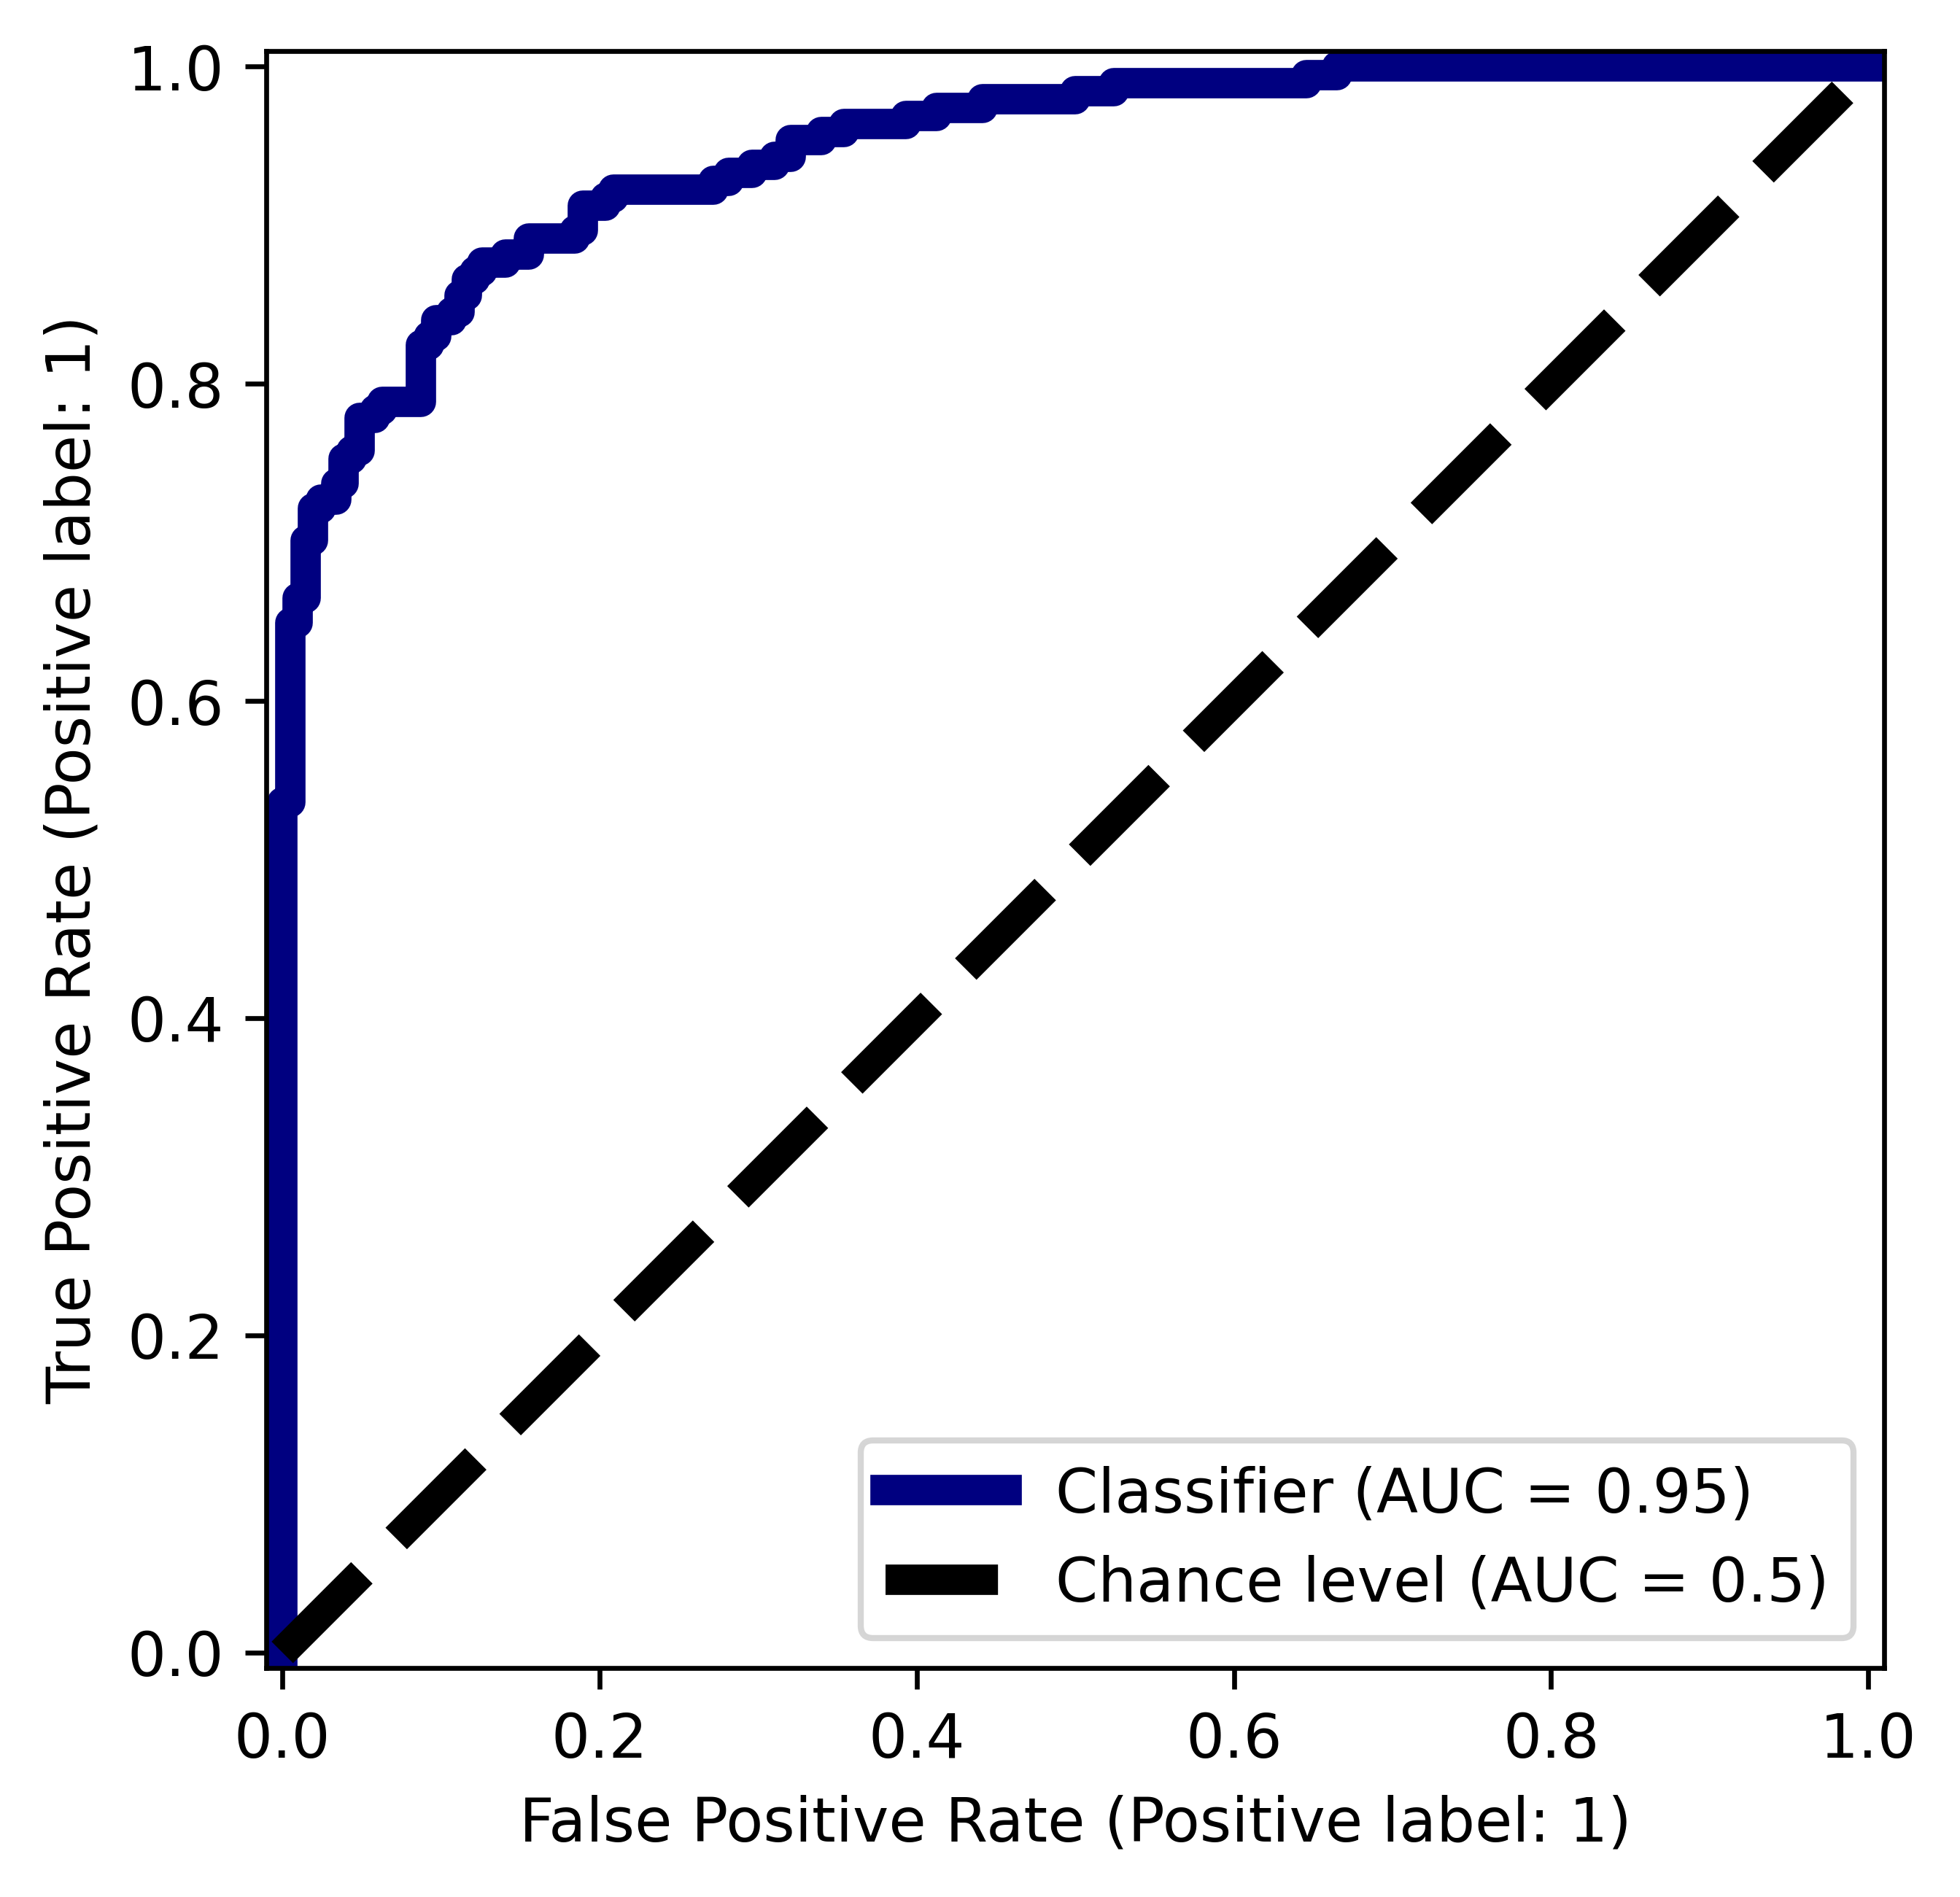 True Positive Rate (Positive label: 1)
1.0
0.8
0.6
0.4
0.2
0.0
Classifier (AUC = 0.95)
Chance level (AUC = 0.5)
0.0 0.2 0.4 0.6 0.8 1.0
False Positive Rate (Positive label: 1)